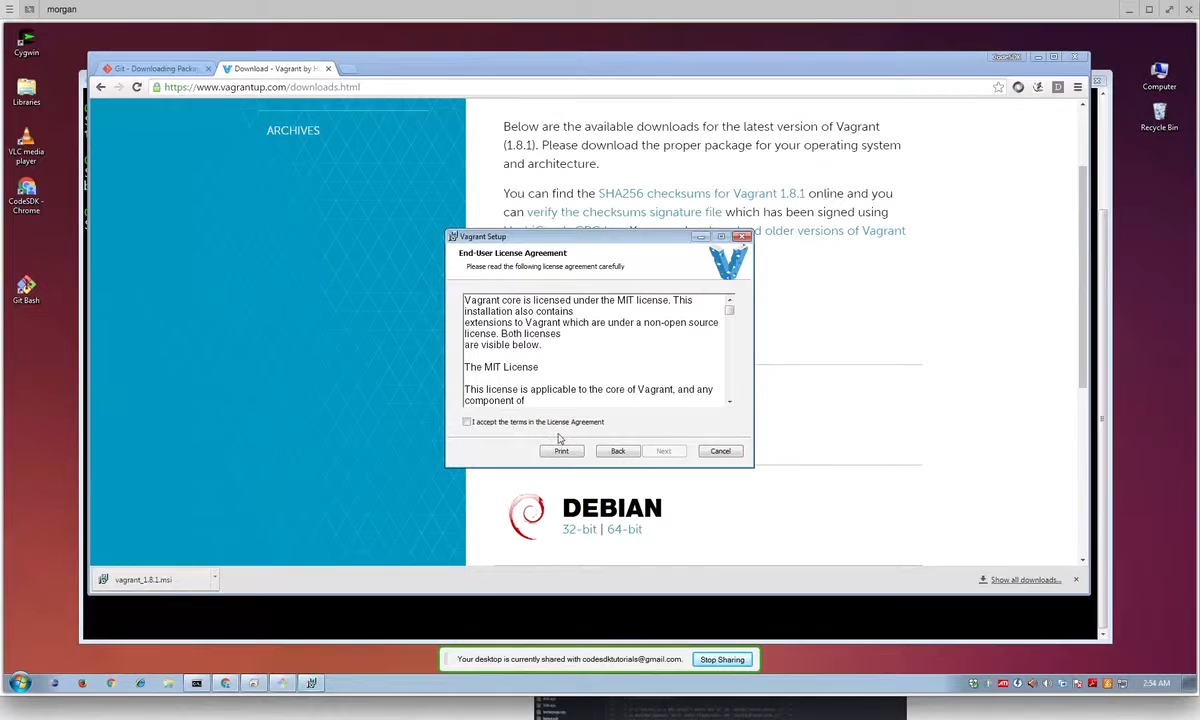 morgan
Cygwin
Libraries
VLC media
player
CodeSDK -
Chrome
Git Bash
Computer
Recycle Bin
CodeSDK
Git - Downloading Packag
Download - Vagrant by H
https://www.vagrantup.com/downloads.html
ARCHIVES
Below are the available downloads for the latest version of Vagrant
(1.8.1). Please download the proper package for your operating system
and architecture.
You can find the SHA256 checksums for Vagrant 1.8.1 online and you
can verify the checksums signature file which has been signed using
older versions of Vagrant
Vagrant Setup
End-User License Agreement
Please read the following license agreement carefully
Vagrant core is licensed under the MIT license. This
installation also contains
extensions to Vagrant which are under a non-open source
license. Both licenses
are visible below.
The MIT License
This license is applicable to the core of Vagrant, and any
component of
I accept the terms in the License Agreement
Print
Back
Next
Cancel
DEBIAN
32-bit | 64-bit
vagrant_1.8.1.msi
Show all downloads...
Your desktop is currently shared with codesdktutorials@gmail.com.
Stop Sharing
2:54 AM